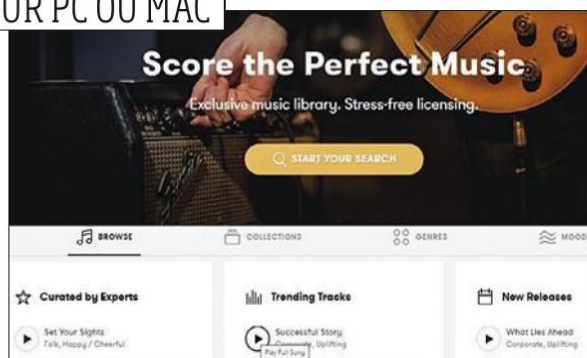 UR PC OU MAC
Score the Perfect Music
Exclusive music library. Stress-free licensing.
START YOUR SEARCH
BROWSE
COLLECTIONS
GENRES
MOOD
Curated by Experts
Trending Tracks
New Releases
Set Your Sights
Folk, Happy / Cheerful
Successful Story
Corporate, Uplifting
Play Full Song
What Lies Ahead
Corporate, Uplifting